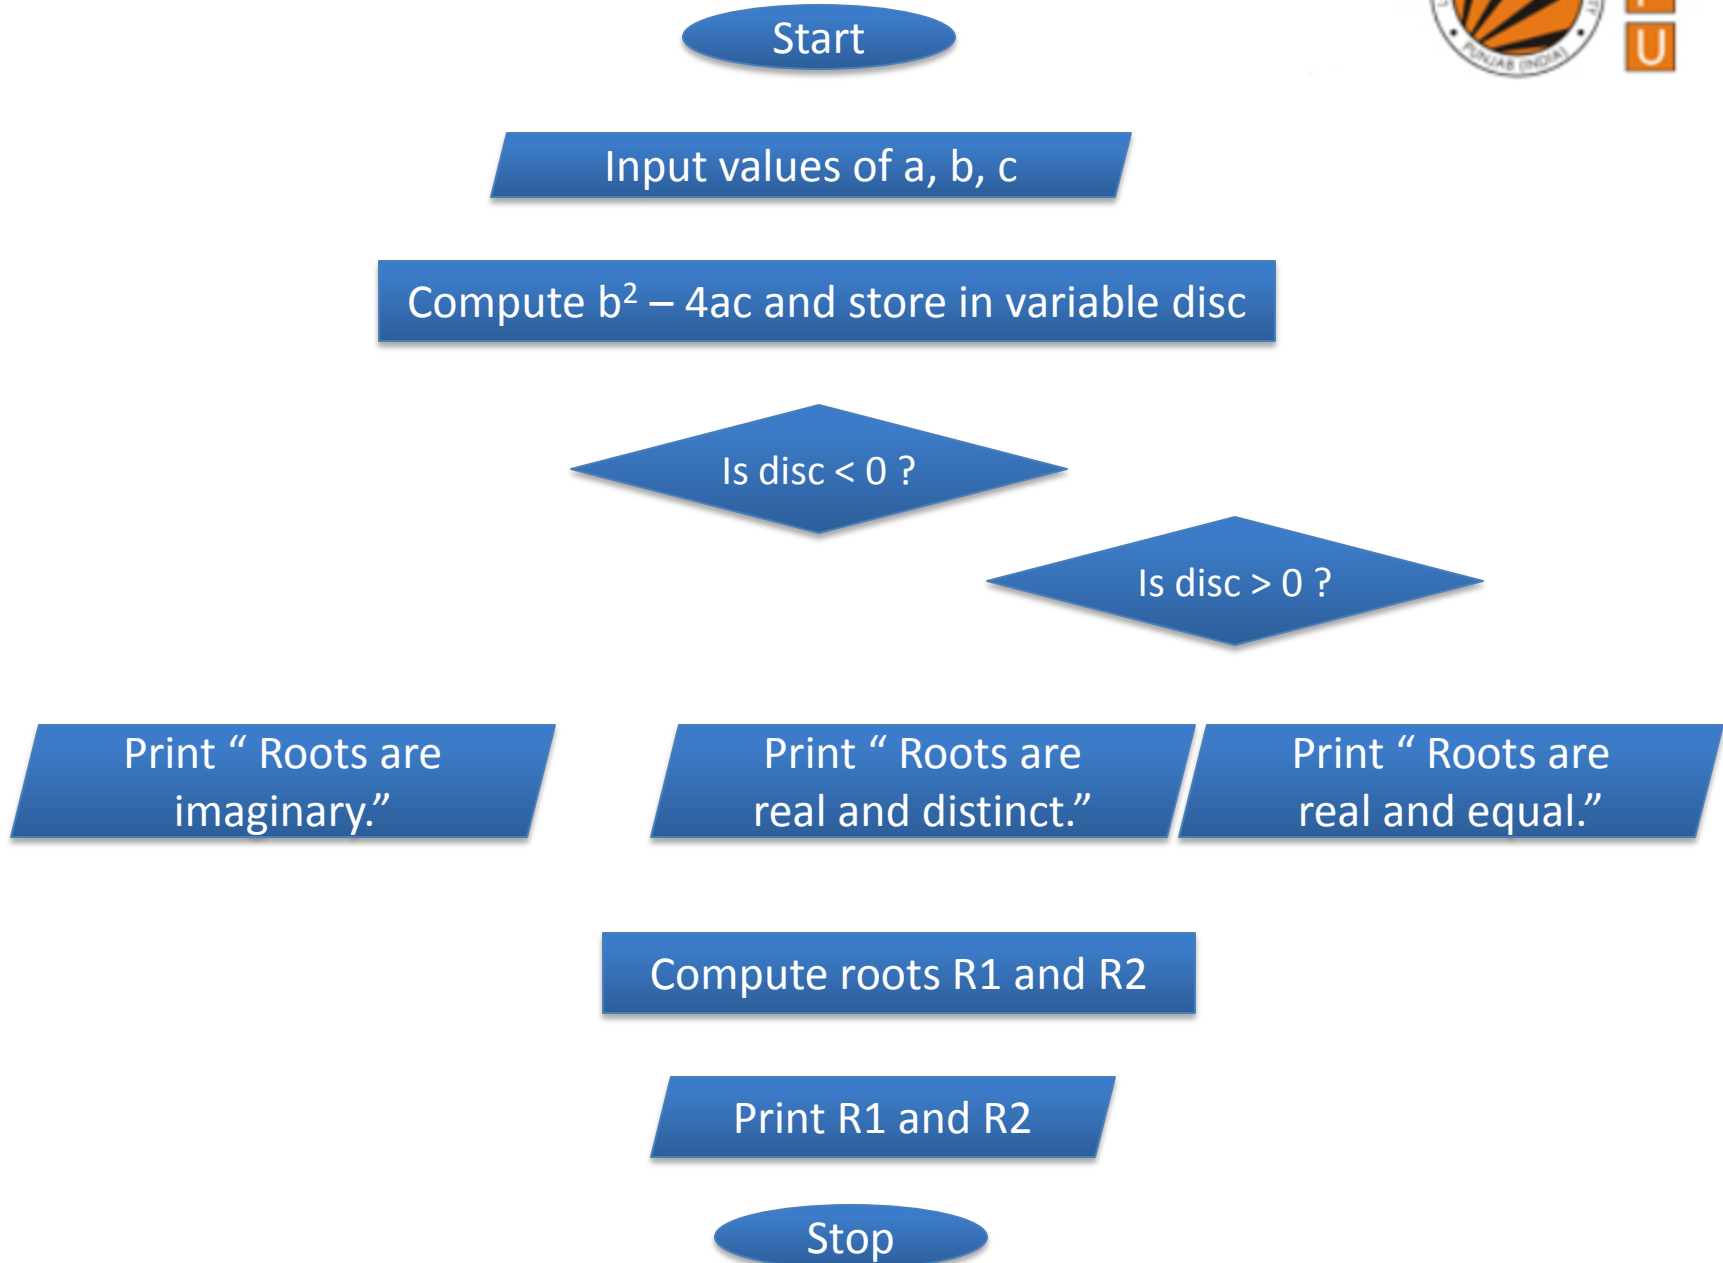 Start
PUNJAB (INDIA)
U
Input values of a, b, c
Compute b² – 4ac and store in variable disc
Is disc < 0 ?
Is disc > 0 ?
Print “ Roots are
imaginary.”
Print “ Roots are
real and distinct.”
Print “ Roots are
real and equal.”
Compute roots R1 and R2
Print R1 and R2
Stop